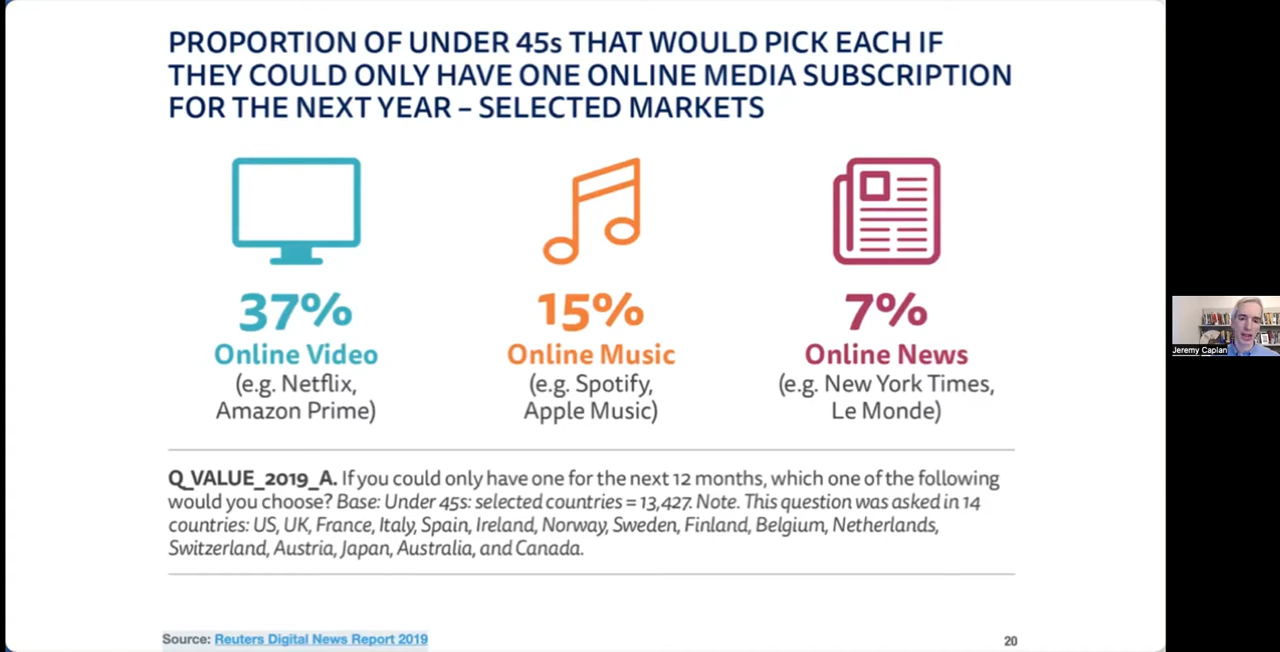 PROPORTION OF UNDER 45s THAT WOULD PICK EACH IF
THEY COULD ONLY HAVE ONE ONLINE MEDIA SUBSCRIPTION
FOR THE NEXT YEAR – SELECTED MARKETS
37%
Online Video
(e.g. Netflix,
Amazon Prime)
15%
Online Music
(e.g. Spotify,
Apple Music)
7%
Online News
(e.g. New York Times,
Le Monde)
Q_VALUE_2019_A. If you could only have one for the next 12 months, which one of the following
would you choose? Base: Under 45s: selected countries = 13,427. Note. This question was asked in 14
countries: US, UK, France, Italy, Spain, Ireland, Norway, Sweden, Finland, Belgium, Netherlands,
Switzerland, Austria, Japan, Australia, and Canada.
Source: Reuters Digital News Report 2019
20
Jeremy Caplan